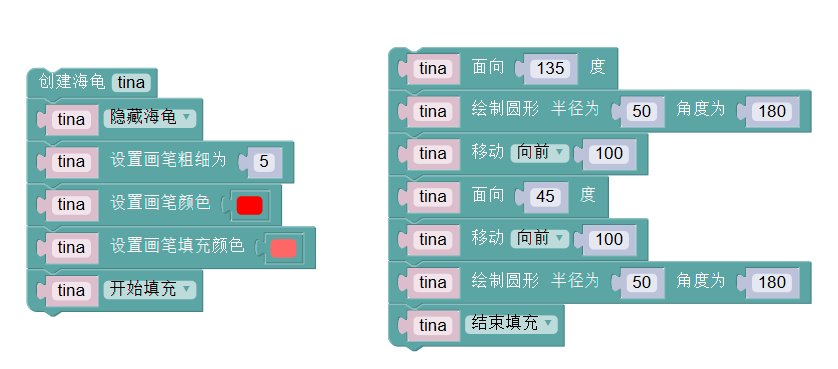 创建海龟 tina
tina 隐藏海龟
tina 设置画笔粗细为 5
tina 设置画笔颜色
tina 设置画笔填充颜色
tina 开始填充
tina 面向 135 度
tina 绘制圆形 半径为 50 角度为 180
tina 移动 向前 100
tina 面向 45 度
tina 移动 向前 100
tina 绘制圆形 半径为 50 角度为 180
tina 结束填充